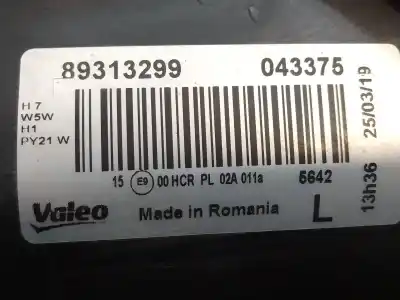 89313299 043375
H7
W5W
H1
PY21 W
15 E9 00 HCR PL 02A 011a 5642
Valeo Made in Romania L
13h36 25/03/19